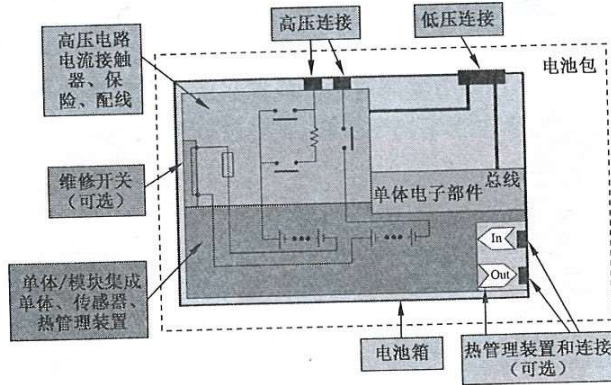 高压连接
低压连接
高压电路
电流接触
器、保
险、配线
电池包
维修开关
（可选）
单体电子部件
总线
In
Out
单体/模块集成
单体、传感器、
热管理装置
电池箱
热管理装置和连接
（可选）